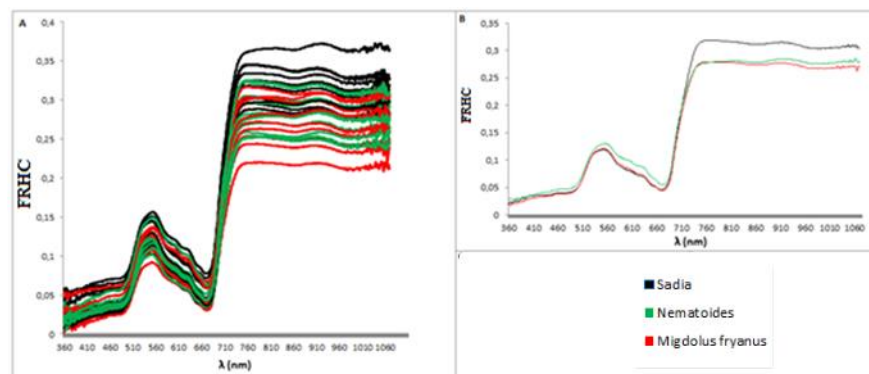 A
FRHC
0,4
0,35
0,3
0,25
0,2
0,15
0,1
0,05
0
360 410 460 510 560 610 660 710 760 810 860 910 960 1010 1060
λ (nm)
B
FRHC
0,35
0,3
0,25
0,2
0,15
0,1
0,05
0
360 410 460 510 560 610 660 710 760 810 860 910 960 1010 1060
λ (nm)
Sadia
Nematoides
Migdolus fryanus